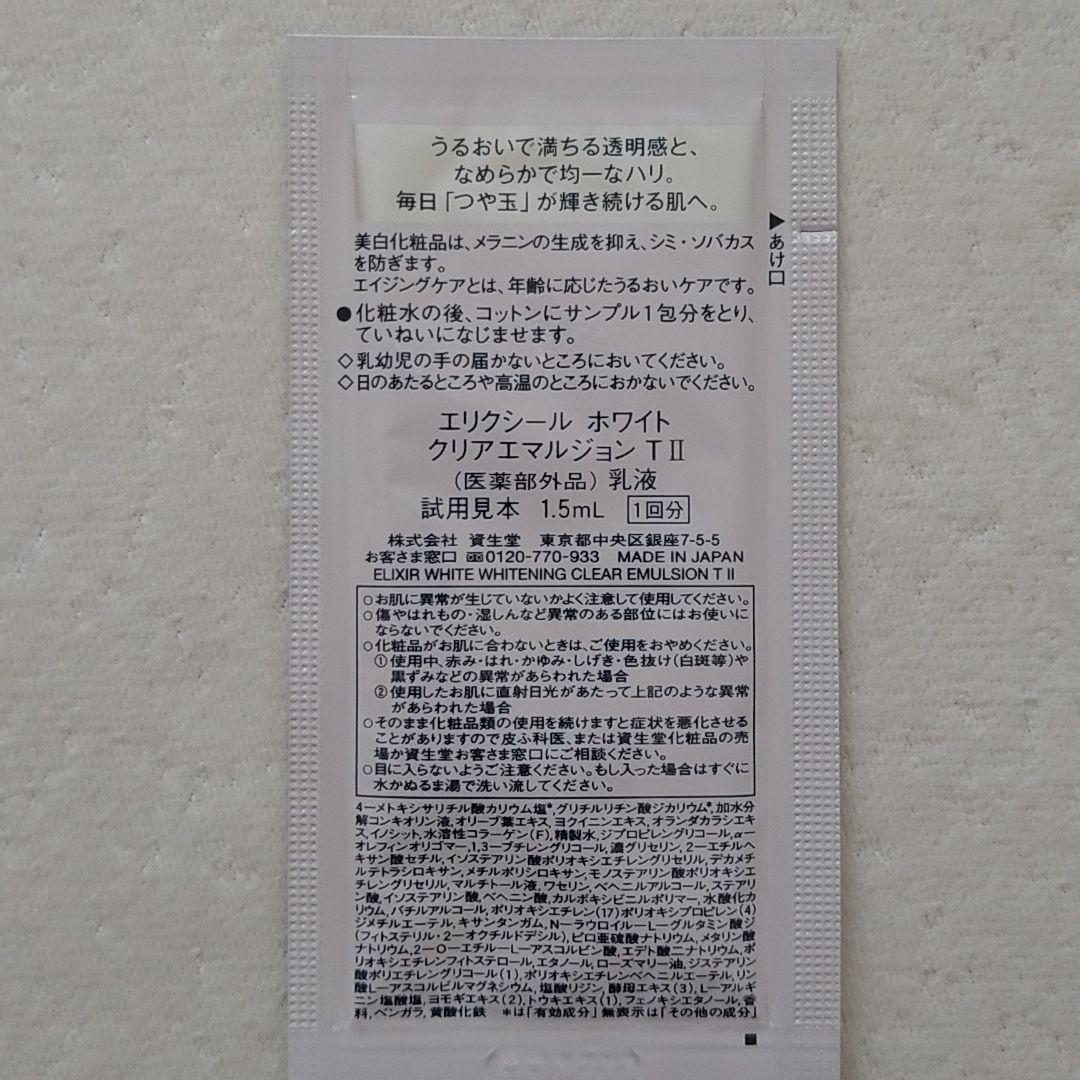 うるおいで満ちる透明感と、
なめらかで均一なハリ。
毎日「つや玉」が輝き続ける肌へ。
▶あけ口
美白化粧品は、メラニンの生成を抑え、シミ・ソバカス
を防ぎます。
エイジングケアとは、年齢に応じたうるおいケアです。
●化粧水の後、コットンにサンプル1包分をとり、
ていねいになじませます。
◇乳幼児の手の届かないところにおいてください。
◇日のあたるところや高温のところにおかないでください。
エリクシール ホワイト
クリアエマルジョン T II
(医薬部外品) 乳液
試用見本 1.5mL 1回分
株式会社 資生堂 東京都中央区銀座7-5-5
お客さま窓口 0120-770-933 MADE IN JAPAN
ELIXIR WHITE WHITENING CLEAR EMULSION T II
○お肌に異常が生じていないかよく注意して使用してください。
○傷やはれもの・湿しんなど異常のある部位にはお使いに
ならないでください。
○化粧品がお肌に合わないときは、ご使用をおやめください。
①使用中、赤み・はれ・かゆみ・しげき・色抜け(白斑等)や
黒ずみなどの異常があらわれた場合
②使用したお肌に直射日光があたって上記のような異常
があらわれた場合
○そのまま化粧品類の使用を続けますと症状を悪化させる
ことがありますので皮ふ科医、または資生堂化粧品の売
場か資生堂お客さま窓口にご相談ください。
○目に入らないようご注意ください。もし入った場合はすぐに
水かぬるま湯で洗い流してください。
4-メトキシサリチル酸カリウム塩*,グリチルリチン酸ジカリウム*,加水分
解コンキオリン液,オリーブ葉エキス,ヨクイニンエキス,オランダカラシエキ
ス,イノシット,水溶性コラーゲン(F),精製水,ジプロピレングリコール,α-
オレフィンオリゴマー,1,3-ブチレングリコール,濃グリセリン,2-エチルヘ
キサン酸セチル,イソステアリン酸ポリオキシエチレングリセリル,デカメチ
ルテトラシロキサン,メチルポリシロキサン,モノステアリン酸ポリオキシエ
チレングリセリル,マルチトール液,ワセリン,ベヘニルアルコール,ステアリ
ン酸,イソステアリン酸,ベヘニン酸,カルボキシビニルポリマー,水酸化カ
リウム,バチルアルコール,ポリオキシエチレン(17)ポリオキシプロピレン(4)
ジメチルエーテル,キサンタンガム,N-ラウロイル-L-グルタミン酸ジ
(フィトステリル・2-オクチルドデシル),ピロ亜硫酸ナトリウム,メタリン酸
ナトリウム,2-O-エチル-L-アスコルビン酸,エデト酸二ナトリウム,ポ
リオキシエチレンフィトステロール,エタノール,ローズマリー油,ジステアリン
酸ポリエチレングリコール(1),ポリオキシエチレンベヘニルエーテル,リン
酸L-アスコルビルマグネシウム,塩酸リジン,酵母エキス(3),L-アルギ
ニン塩酸塩,ヨモギエキス(2),トウキエキス(1),フェノキシエタノール,香
料,ベンガラ,黄酸化鉄 *は「有効成分」無表示は「その他の成分」